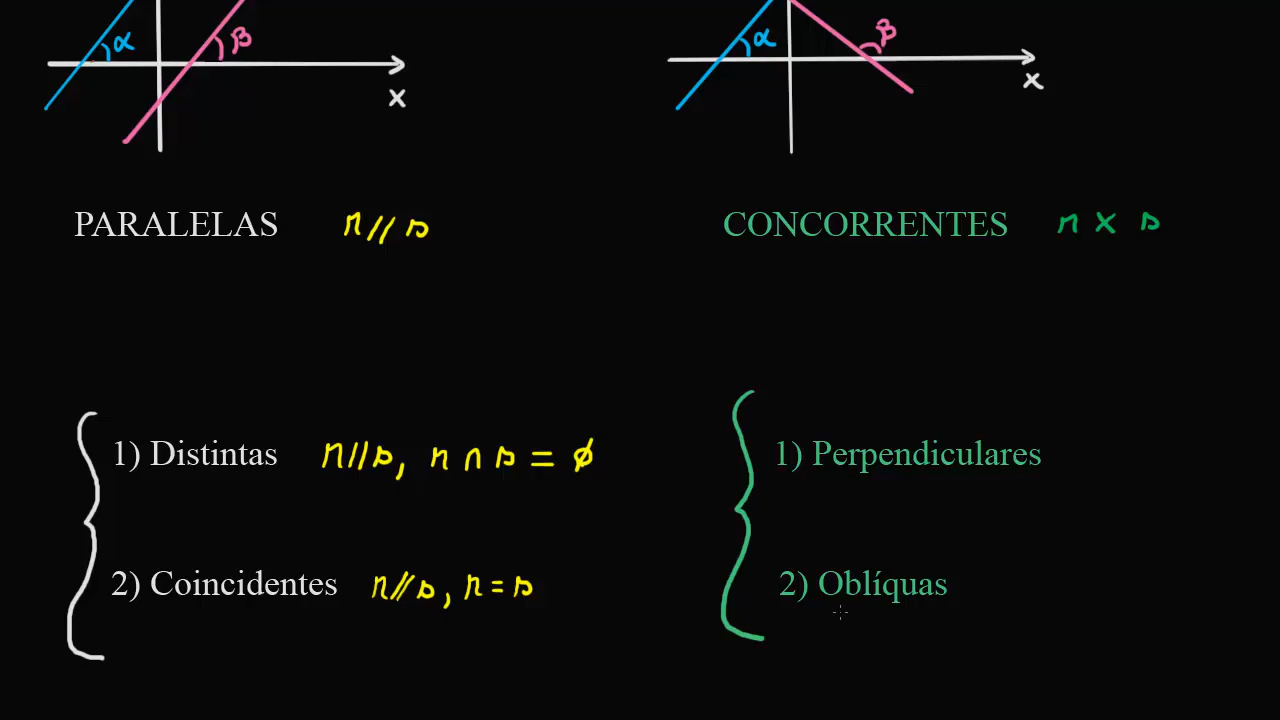 α β α β
x x
PARALELAS r // s CONCORRENTES r x s
1) Distintas r//s, r ∩ s = ϕ 1) Perpendiculares
2) Coincidentes r//s, r = s 2) Oblíquas